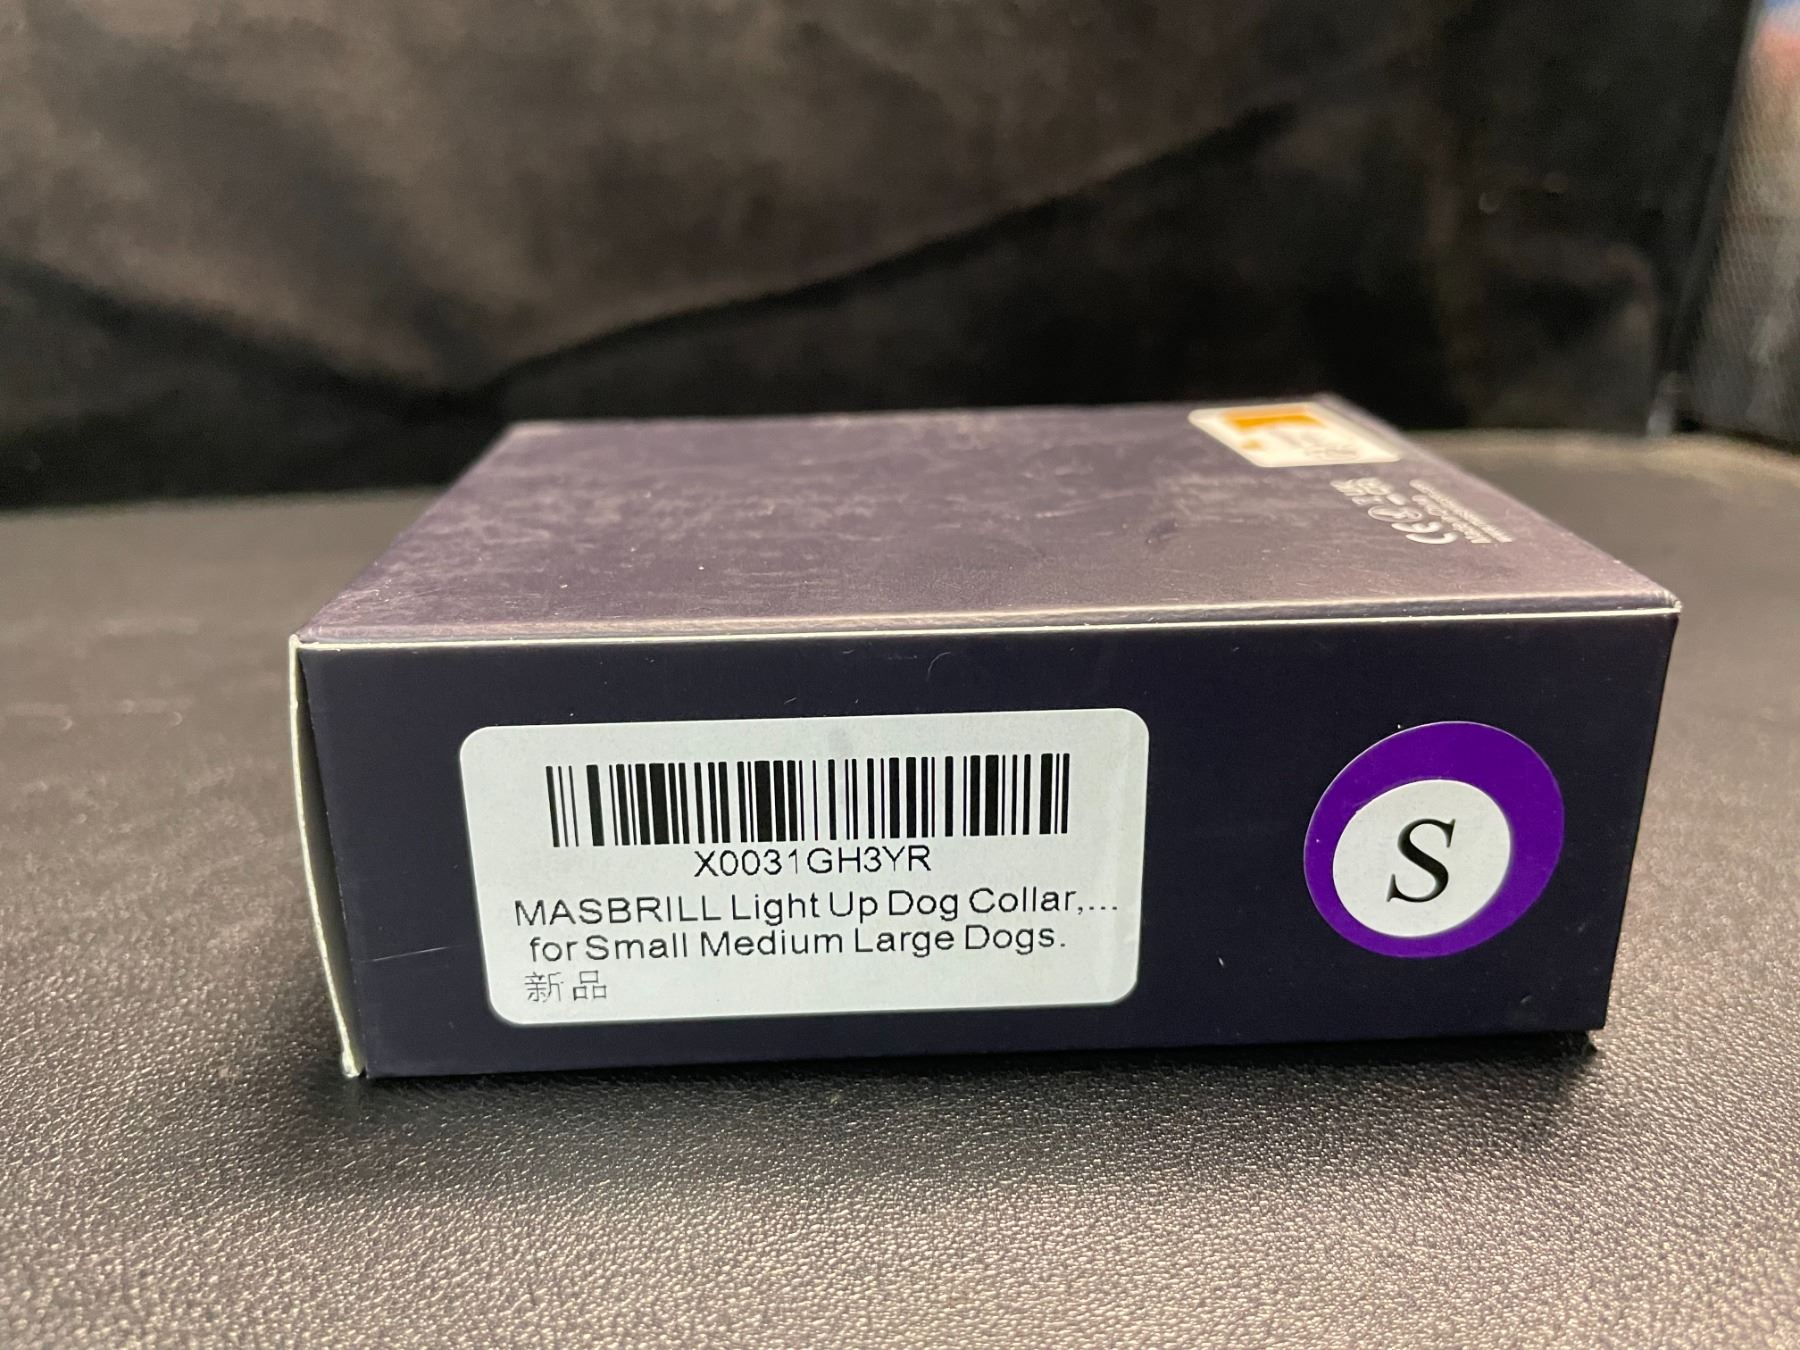 X0031GH3YR
MASBRILL Light Up Dog Collar,...
for Small Medium Large Dogs.
新品
S